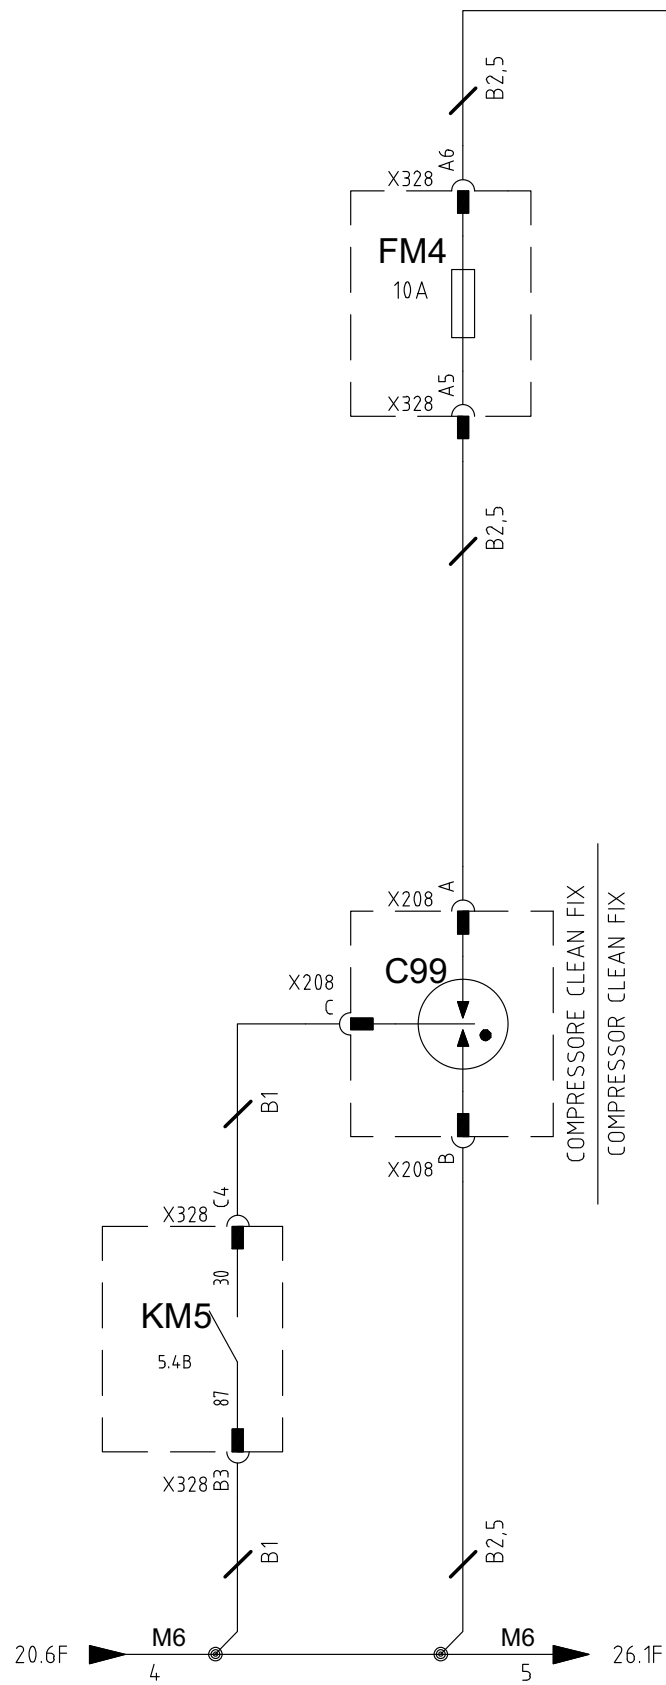 B2,5
A6
X328
FM4
10A
A5
X328
B2,5
A
X208
C99
X208
C
COMPRESSORE CLEAN FIX
COMPRESSOR CLEAN FIX
B1
X208
B
C4
X328
30
KM5
5.4B
87
X328
B3
B1
B2,5
20.6F
M6
4
M6
5
26.1F